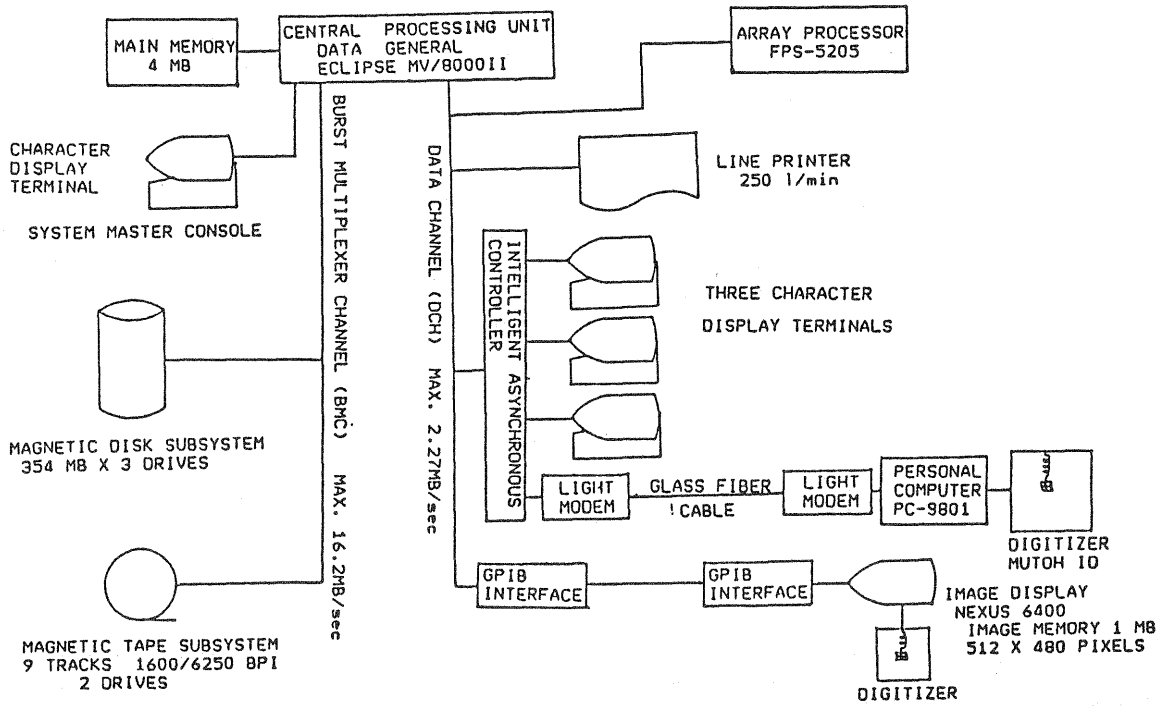 MAIN MEMORY
4 MB
CENTRAL PROCESSING UNIT
DATA GENERAL
ECLIPSE MV/8000II
ARRAY PROCESSOR
FPS-5205
CHARACTER
DISPLAY
TERMINAL
SYSTEM MASTER CONSOLE
BURST MULTIPLEXER CHANNEL (BMC) MAX. 16.2MB/sec
DATA CHANNEL (DCH) MAX. 2.27MB/sec
LINE PRINTER
250 l/min
INTELLIGENT ASYNCHRONOUS
CONTROLLER
THREE CHARACTER
DISPLAY TERMINALS
MAGNETIC DISK SUBSYSTEM
354 MB X 3 DRIVES
LIGHT
MODEM
GLASS FIBER
CABLE
LIGHT
MODEM
PERSONAL
COMPUTER
PC-9801
DIGITIZER
MUTOH ID
GPIB
INTERFACE
GPIB
INTERFACE
IMAGE DISPLAY
NEXUS 6400
IMAGE MEMORY 1 MB
512 X 480 PIXELS
DIGITIZER
MAGNETIC TAPE SUBSYSTEM
9 TRACKS 1600/6250 BPI
2 DRIVES